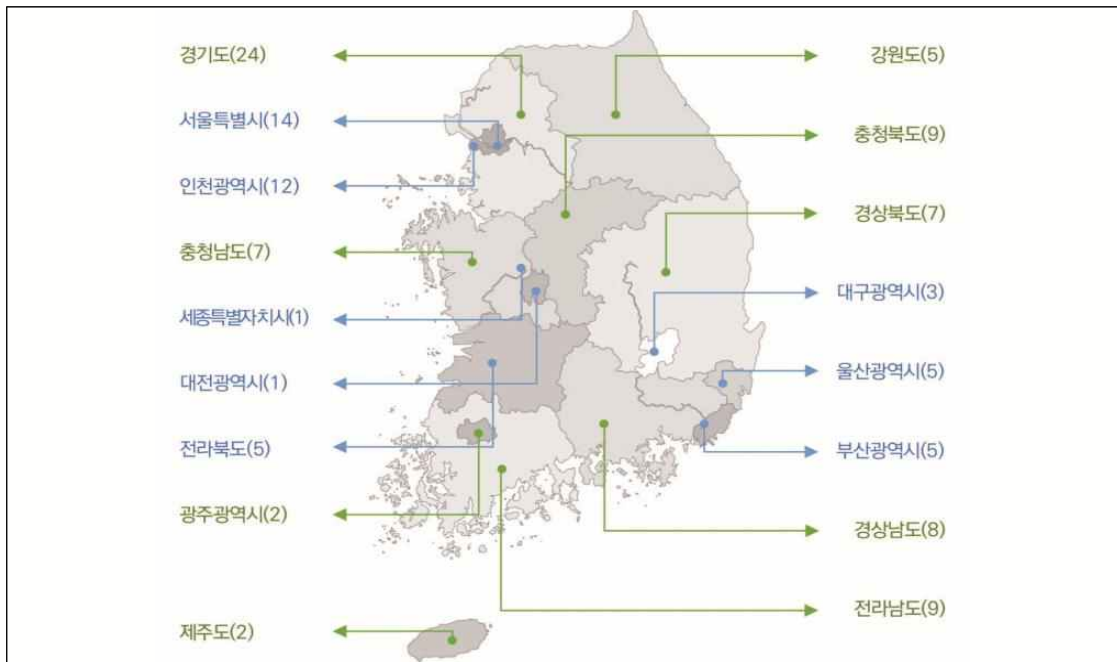 경기도(24)
서울특별시(14)
인천광역시(12)
충청남도(7)
세종특별자치시(1)
대전광역시(1)
전라북도(5)
광주광역시(2)
제주도(2)
강원도(5)
충청북도(9)
경상북도(7)
대구광역시(3)
울산광역시(5)
부산광역시(5)
경상남도(8)
전라남도(9)